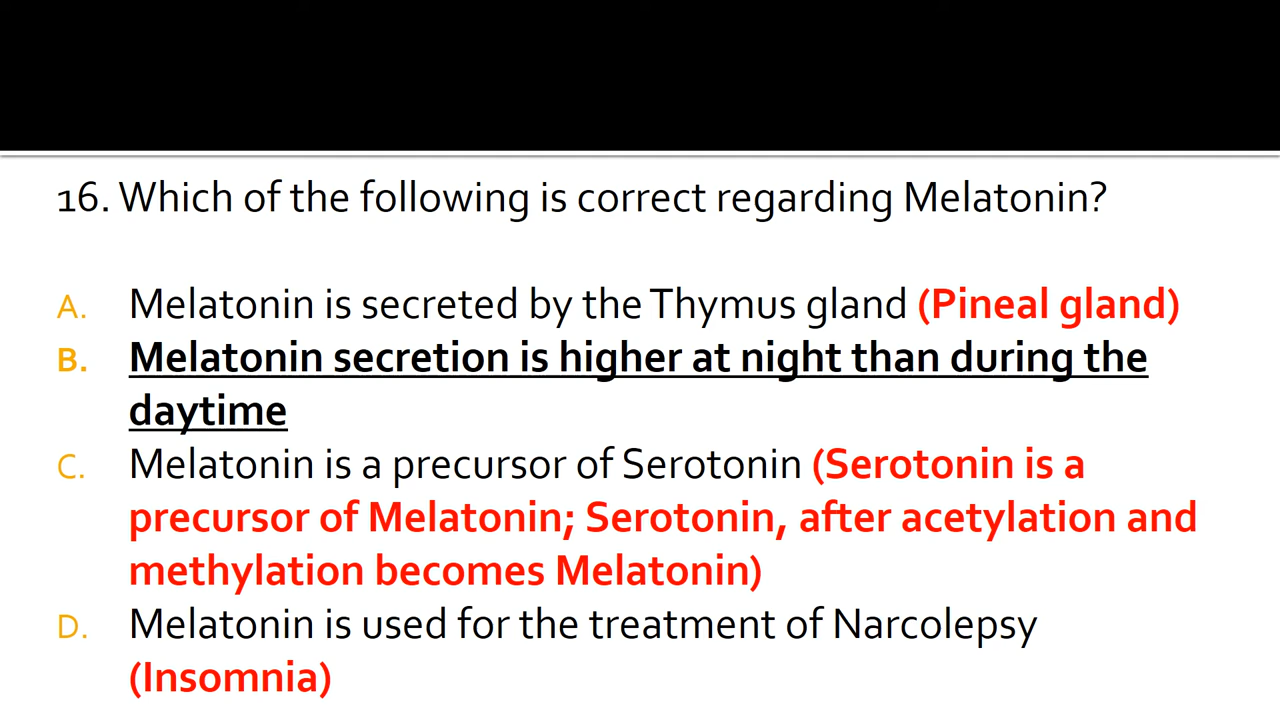 16. Which of the following is correct regarding Melatonin?
A. Melatonin is secreted by the Thymus gland (Pineal gland)
B. Melatonin secretion is higher at night than during the
daytime
C. Melatonin is a precursor of Serotonin (Serotonin is a
precursor of Melatonin; Serotonin, after acetylation and
methylation becomes Melatonin)
D. Melatonin is used for the treatment of Narcolepsy
(Insomnia)